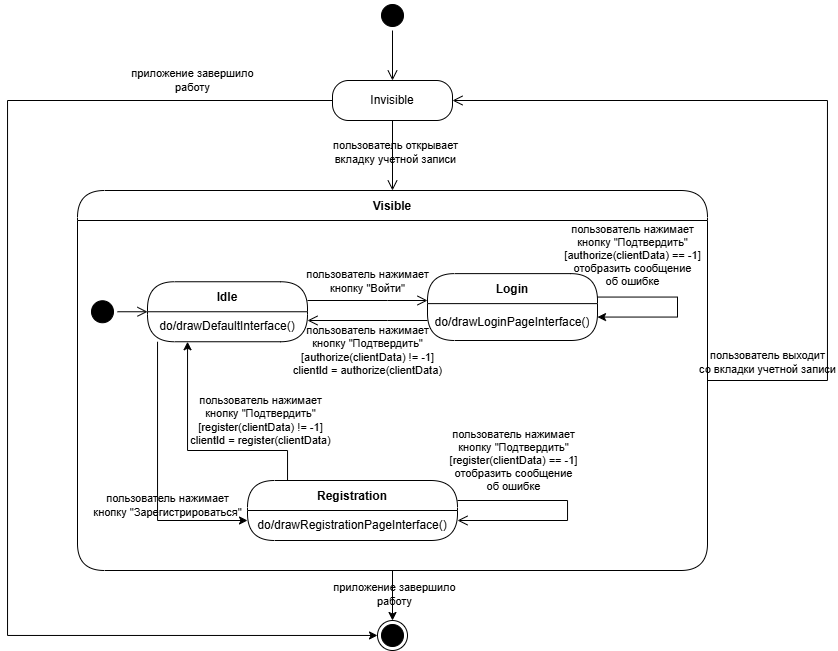 приложение завершило
работу
Invisible
пользователь открывает
вкладку учетной записи
Visible
пользователь нажимает
кнопку "Подтвердить"
[authorize(clientData) == -1]
отобразить сообщение
об ошибке
пользователь нажимает
кнопку "Войти"
Idle
do/drawDefaultInterface()
Login
do/drawLoginPageInterface()
пользователь нажимает
кнопку "Подтвердить"
[authorize(clientData) != -1]
clientId = authorize(clientData)
пользователь выходит
со вкладки учетной записи
пользователь нажимает
кнопку "Подтвердить"
[register(clientData) != -1]
clientId = register(clientData)
пользователь нажимает
кнопку "Подтвердить"
[register(clientData) == -1]
отобразить сообщение
об ошибке
пользователь нажимает
кнопку "Зарегистрироваться"
Registration
do/drawRegistrationPageInterface()
приложение завершило
работу